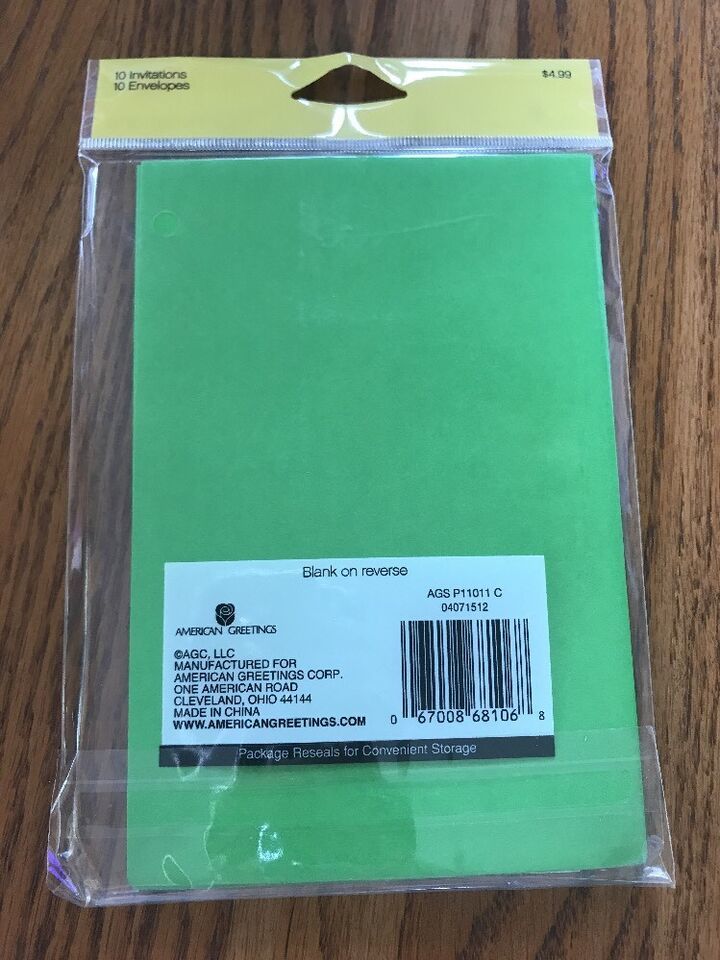 10 Invitations
10 Envelopes
$4.99
Blank on reverse
AMERICAN GREETINGS
©AGC, LLC
MANUFACTURED FOR
AMERICAN GREETINGS CORP.
ONE AMERICAN ROAD
CLEVELAND, OHIO 44144
MADE IN CHINA
WWW.AMERICANGREETINGS.COM
AGS P11011 C
04071512
0 67008 68106 8
Package Reseals for Convenient Storage